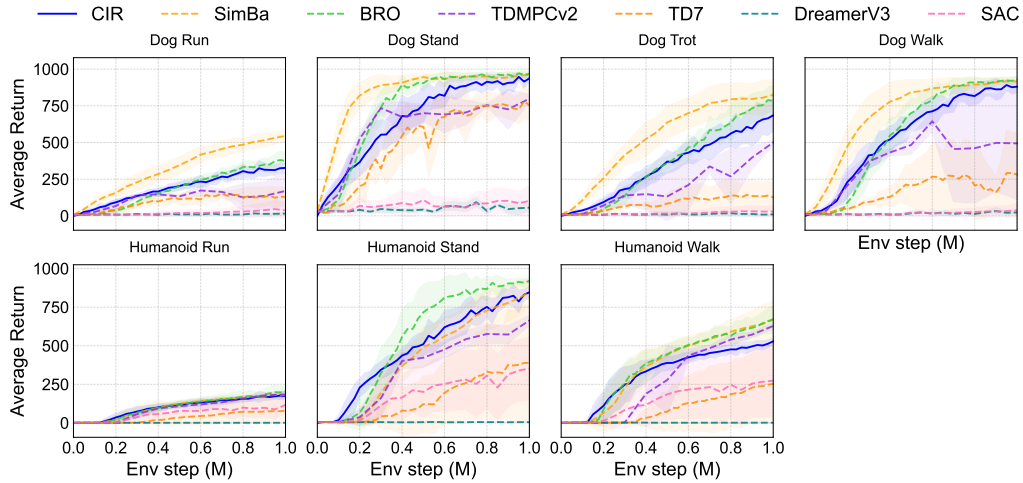 CIR SimBa BRO TDMPCv2 TD7 DreamerV3 SAC
Dog Run Dog Stand Dog Trot Dog Walk
Average Return
1000
750
500
250
0
Env step (M)
Humanoid Run Humanoid Stand Humanoid Walk
Average Return
1000
750
500
250
0
0.0 0.2 0.4 0.6 0.8 1.0 0.0 0.2 0.4 0.6 0.8 1.0 0.0 0.2 0.4 0.6 0.8 1.0
Env step (M) Env step (M) Env step (M)